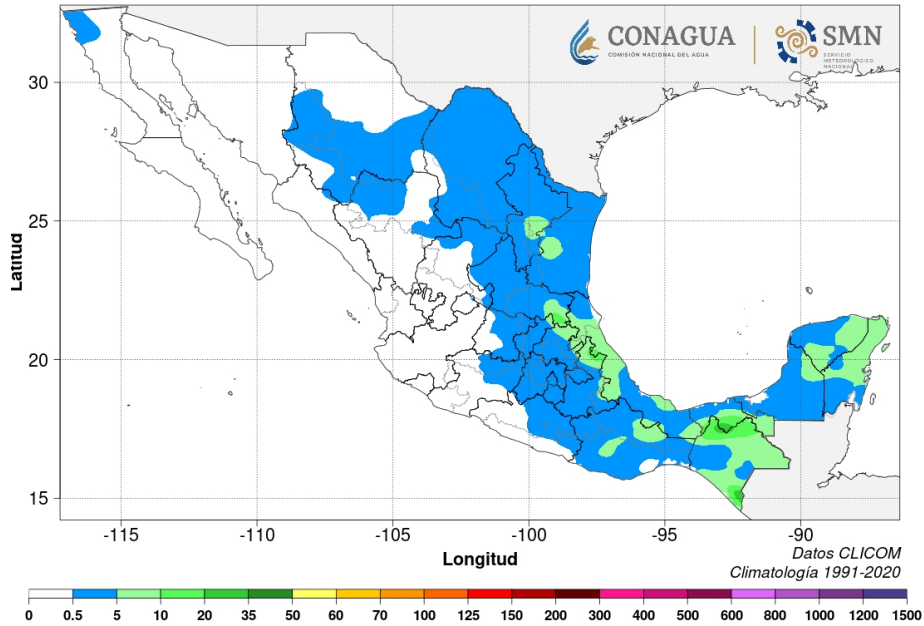 CONAGUA
COMISIÓN NACIONAL DEL AGUA
SMN
SERVICIO
METEOROLÓGICO
NACIONAL
30
25
20
15
Latitud
-115 -110 -105 -100 -95 -90
Longitud
Datos CLICOM
Climatología 1991-2020
0 0.5 5 10 20 35 50 60 70 100 125 150 200 300 400 500 600 800 1000 1200 1500